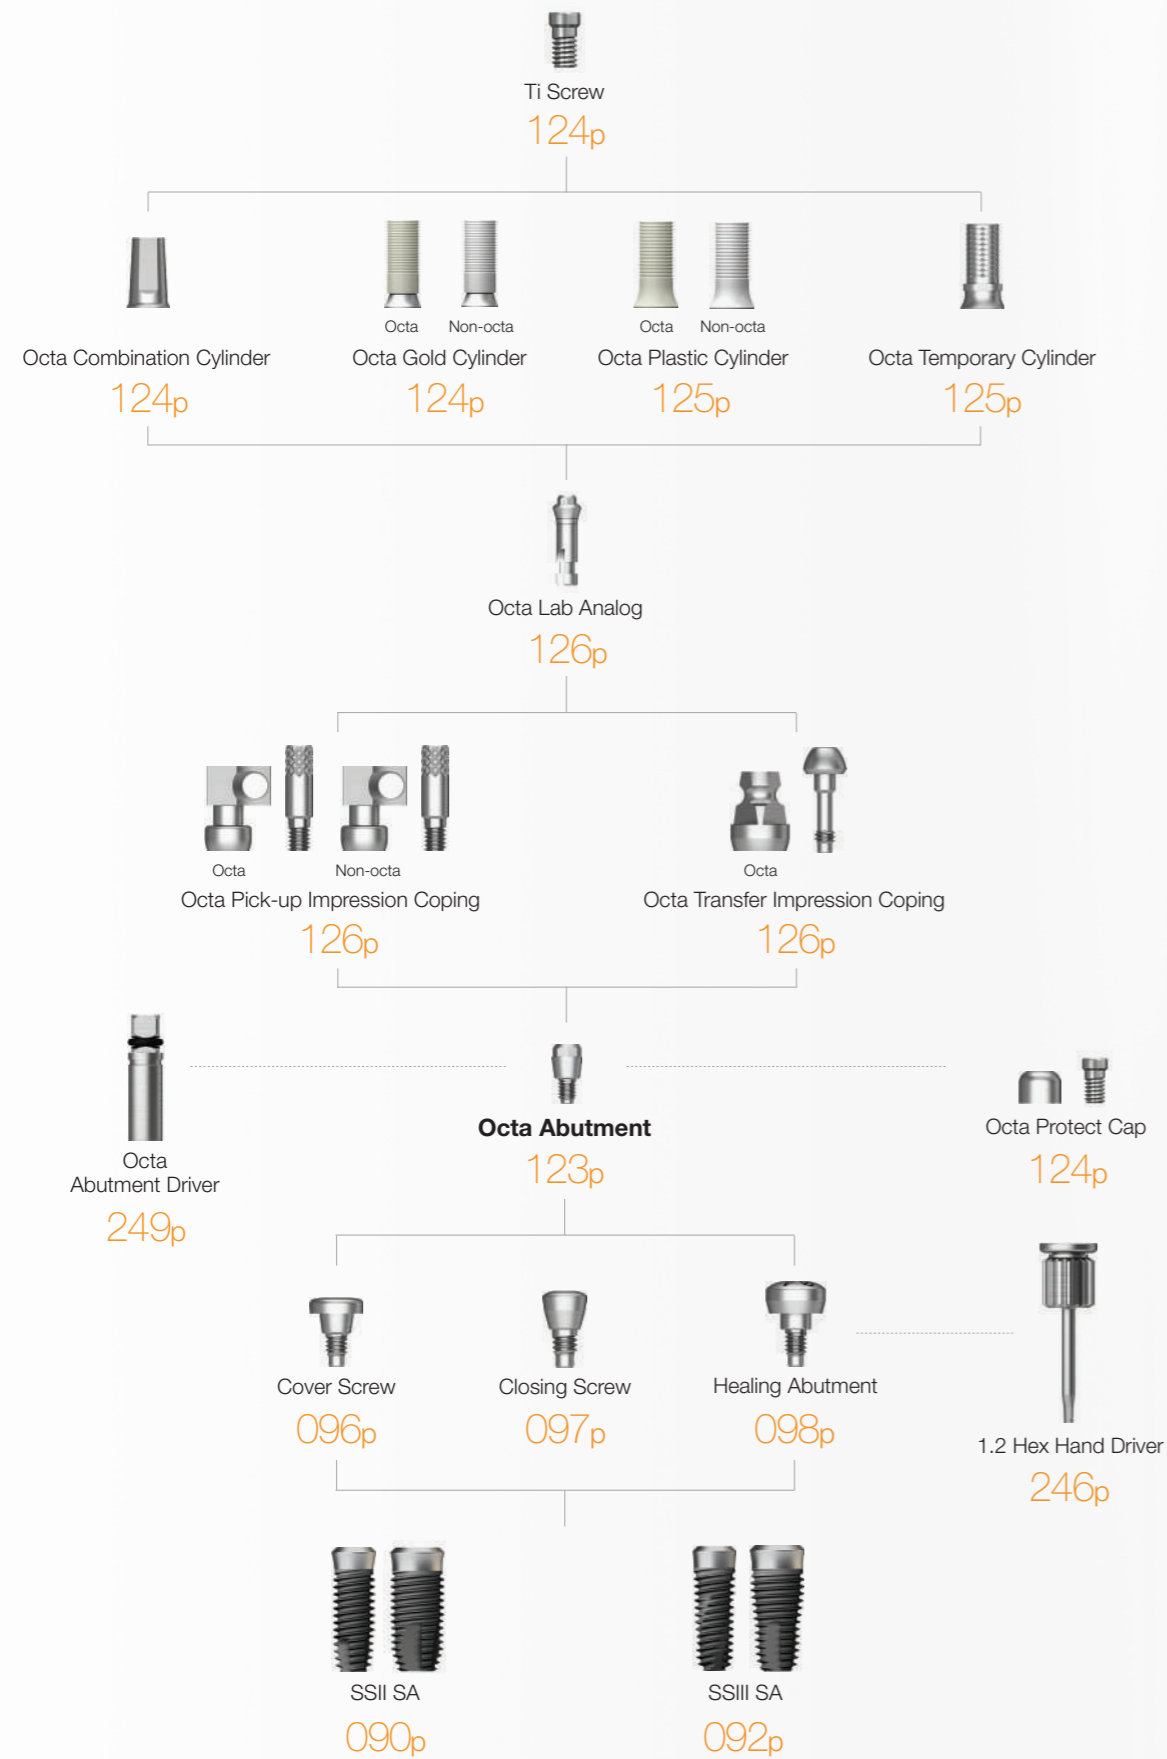 Ti Screw
124p
Octa Non-octa
Octa Non-octa
Octa Combination Cylinder
Octa Gold Cylinder
Octa Plastic Cylinder
Octa Temporary Cylinder
124p
124p
125p
125p
Octa Lab Analog
126p
Octa Non-octa
Octa
Octa Pick-up Impression Coping
Octa Transfer Impression Coping
126p
126p
Octa
Abutment Driver
249p
Octa Abutment
123p
Octa Protect Cap
124p
Cover Screw
Closing Screw
Healing Abutment
096p
097p
098p
1.2 Hex Hand Driver
246p
SSII SA
SSIII SA
090p
092p